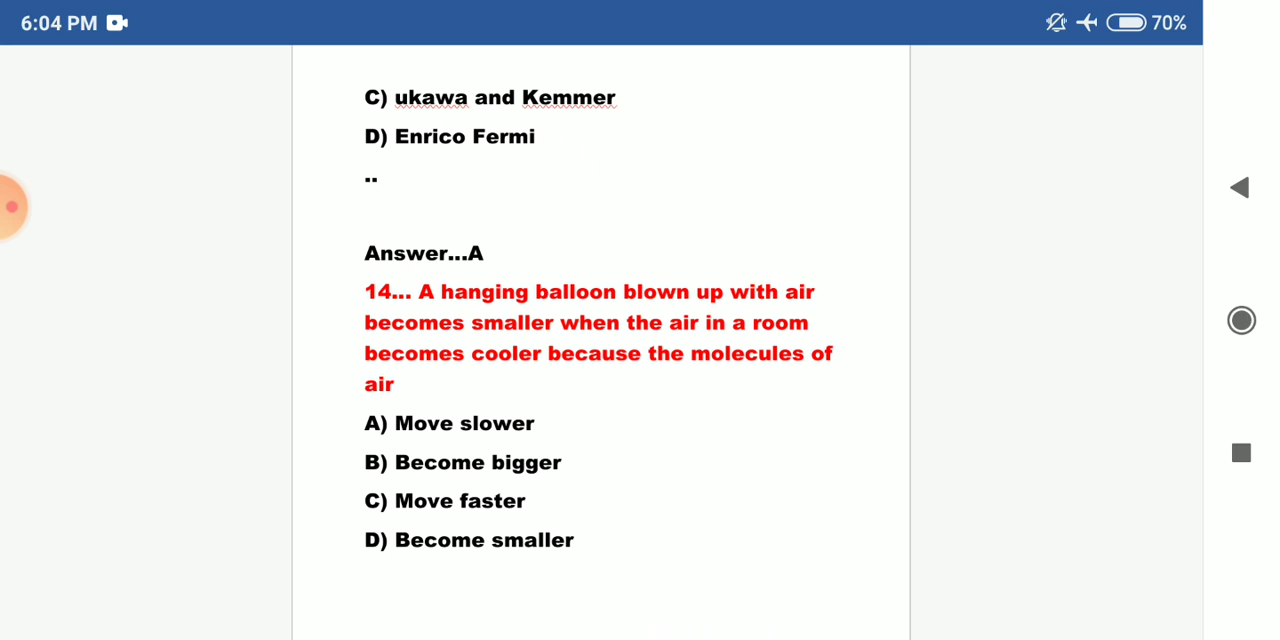 6:04 PM 70%
C) ukawa and Kemmer
D) Enrico Fermi
..
Answer...A
14... A hanging balloon blown up with air
becomes smaller when the air in a room
becomes cooler because the molecules of
air
A) Move slower
B) Become bigger
C) Move faster
D) Become smaller